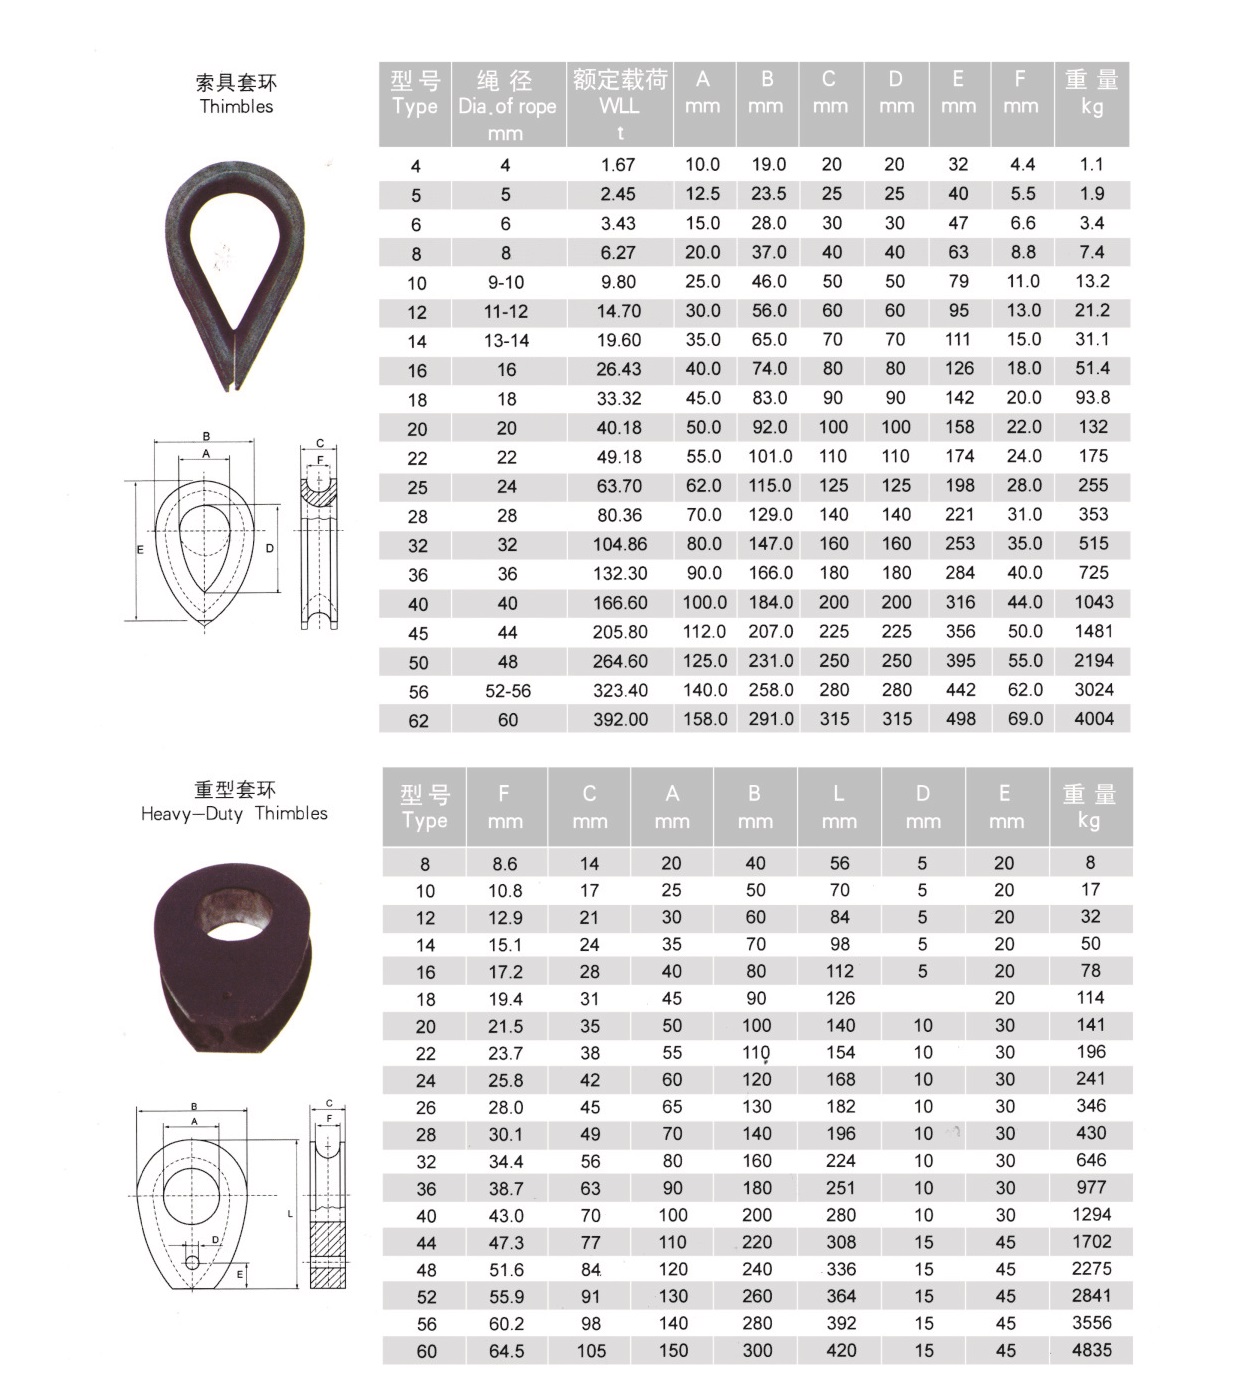 索具套环
Thimbles
型号 绳径 额定载荷 A B C D E F 重量
Type Dia.of rope WLL mm mm mm mm mm mm kg
mm t
4 4 1.67 10.0 19.0 20 20 32 4.4 1.1
5 5 2.45 12.5 23.5 25 25 40 5.5 1.9
6 6 3.43 15.0 28.0 30 30 47 6.6 3.4
8 8 6.27 20.0 37.0 40 40 63 8.8 7.4
10 9-10 9.80 25.0 46.0 50 50 79 11.0 13.2
12 11-12 14.70 30.0 56.0 60 60 95 13.0 21.2
14 13-14 19.60 35.0 65.0 70 70 111 15.0 31.1
16 16 26.43 40.0 74.0 80 80 126 18.0 51.4
18 18 33.32 45.0 83.0 90 90 142 20.0 93.8
20 20 40.18 50.0 92.0 100 100 158 22.0 132
22 22 49.18 55.0 101.0 110 110 174 24.0 175
25 24 63.70 62.0 115.0 125 125 198 28.0 255
28 28 80.36 70.0 129.0 140 140 221 31.0 353
32 32 104.86 80.0 147.0 160 160 253 35.0 515
36 36 132.30 90.0 166.0 180 180 284 40.0 725
40 40 166.60 100.0 184.0 200 200 316 44.0 1043
45 44 205.80 112.0 207.0 225 225 356 50.0 1481
50 48 264.60 125.0 231.0 250 250 395 55.0 2194
56 52-56 323.40 140.0 258.0 280 280 442 62.0 3024
62 60 392.00 158.0 291.0 315 315 498 69.0 4004
B
A
C
F
E
D
重型套环
Heavy-Duty Thimbles
型号 F C A B L D E 重量
Type mm mm mm mm mm mm mm kg
8 8.6 14 20 40 56 5 20 8
10 10.8 17 25 50 70 5 20 17
12 12.9 21 30 60 84 5 20 32
14 15.1 24 35 70 98 5 20 50
16 17.2 28 40 80 112 5 20 78
18 19.4 31 45 90 126 20 114
20 21.5 35 50 100 140 10 30 141
22 23.7 38 55 110 154 10 30 196
24 25.8 42 60 120 168 10 30 241
26 28.0 45 65 130 182 10 30 346
28 30.1 49 70 140 196 10 30 430
32 34.4 56 80 160 224 10 30 646
36 38.7 63 90 180 251 10 30 977
40 43.0 70 100 200 280 10 30 1294
44 47.3 77 110 220 308 15 45 1702
48 51.6 84 120 240 336 15 45 2275
52 55.9 91 130 260 364 15 45 2841
56 60.2 98 140 280 392 15 45 3556
60 64.5 105 150 300 420 15 45 4835
B
A
C
F
L
D
E